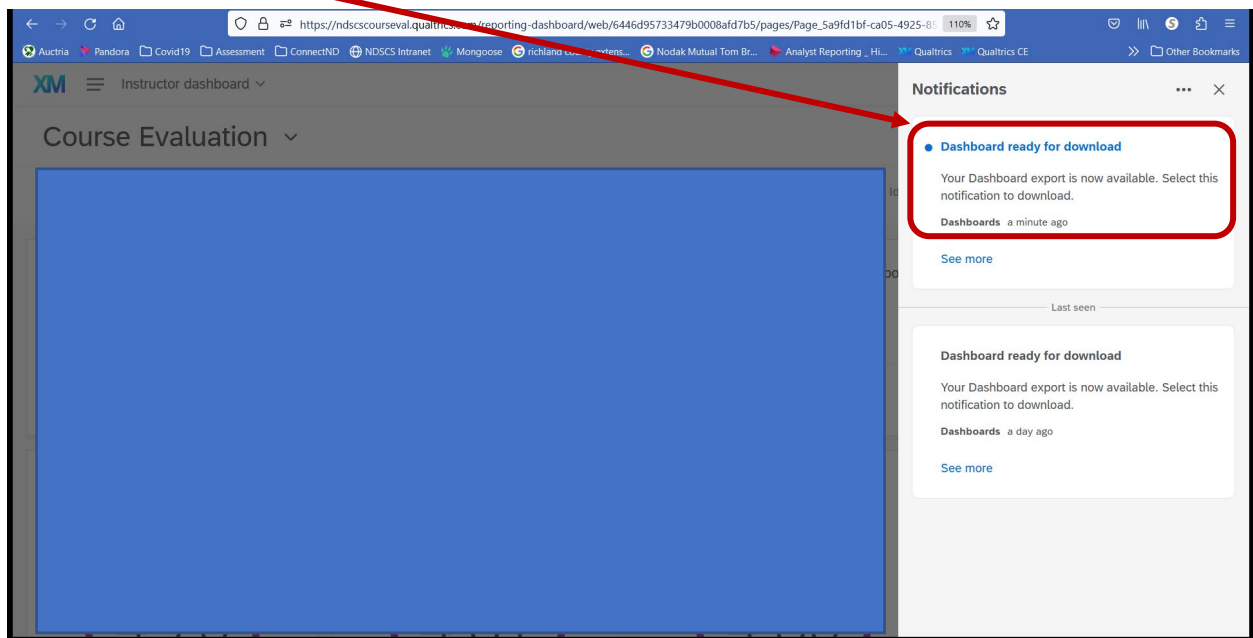 https://ndscscourseval.qualtrics.com/reporting-dashboard/web/6446d95733479b0008afd7b5/pages/Page_5a9fd1bf-ca05-4925-85 110%
Auctria Pandora Covid19 Assessment ConnectND NDSCS Intranet Mongoose richland county extens... Nodak Mutual Tom Br... Analyst Reporting _ Hi... Qualtrics Qualtrics CE Other Bookmarks
XM Instructor dashboard
Course Evaluation
Notifications
Dashboard ready for download
Your Dashboard export is now available. Select this
notification to download.
Dashboards a minute ago
See more
Last seen
Dashboard ready for download
Your Dashboard export is now available. Select this
notification to download.
Dashboards a day ago
See more